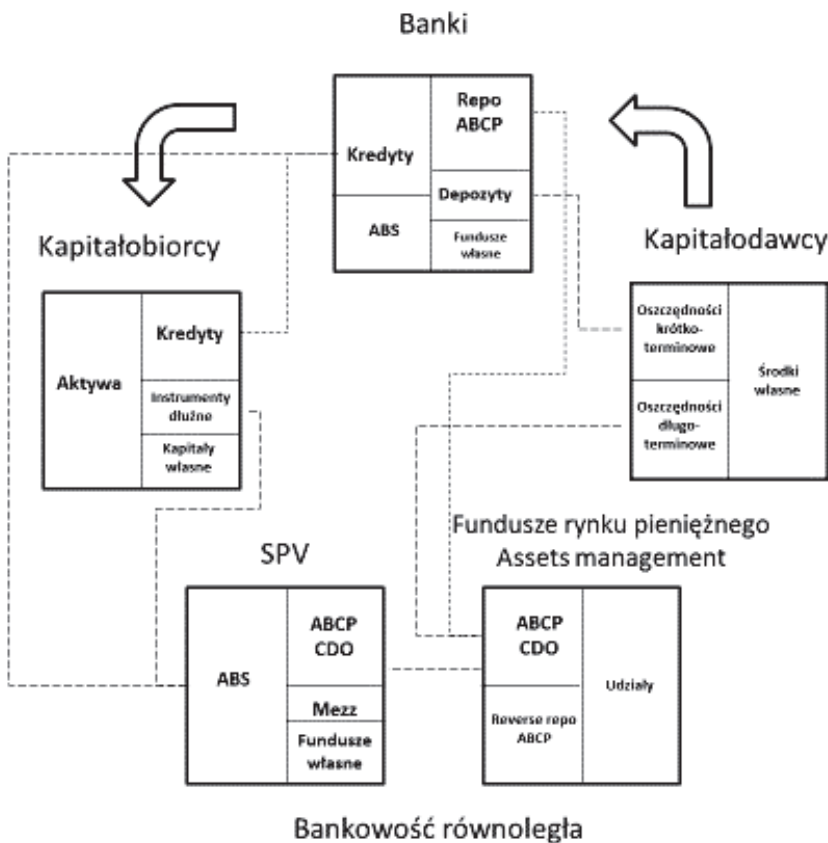 Banki
Repo
ABCP
Kredyty
Depozyty
ABS
Fundusze
własne
Kapitałobiorcy
Kapitałodawcy
Kredyty
Aktywa
Instrumenty
dłużne
Kapitały
własne
Oszczędności
krótko-
terminowe
Środki
własne
Oszczędności
długo-
terminowe
SPV
Fundusze rynku pieniężnego
Assets management
ABCP
CDO
ABS
Mezz
Fundusze
własne
ABCP
CDO
Udziały
Reverse repo
ABCP
Bankowość równoległa